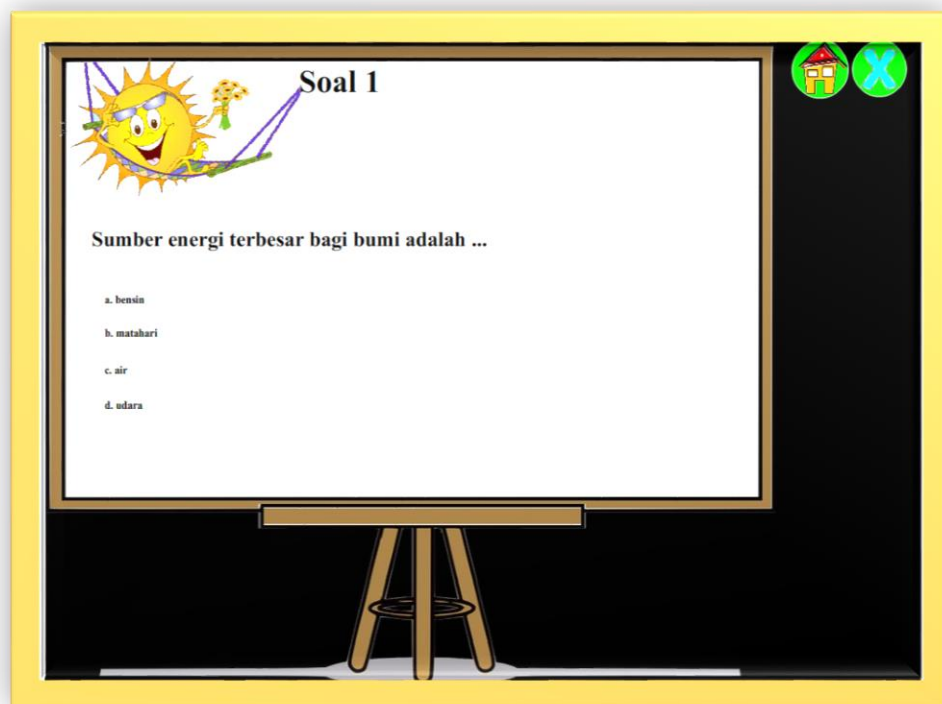 Soal 1
Sumber energi terbesar bagi bumi adalah ...
a. bensin
b. matahari
c. air
d. udara